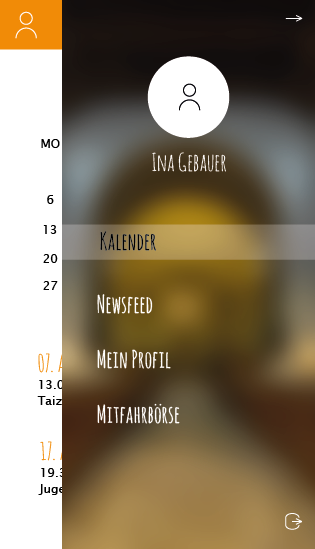 Ina Gebauer
MO
6
13
20
27
Kalender
Newsfeed
Mein Profil
Mitfahrbörse
07.
13.0
Taiz
17.
19.3
Juge